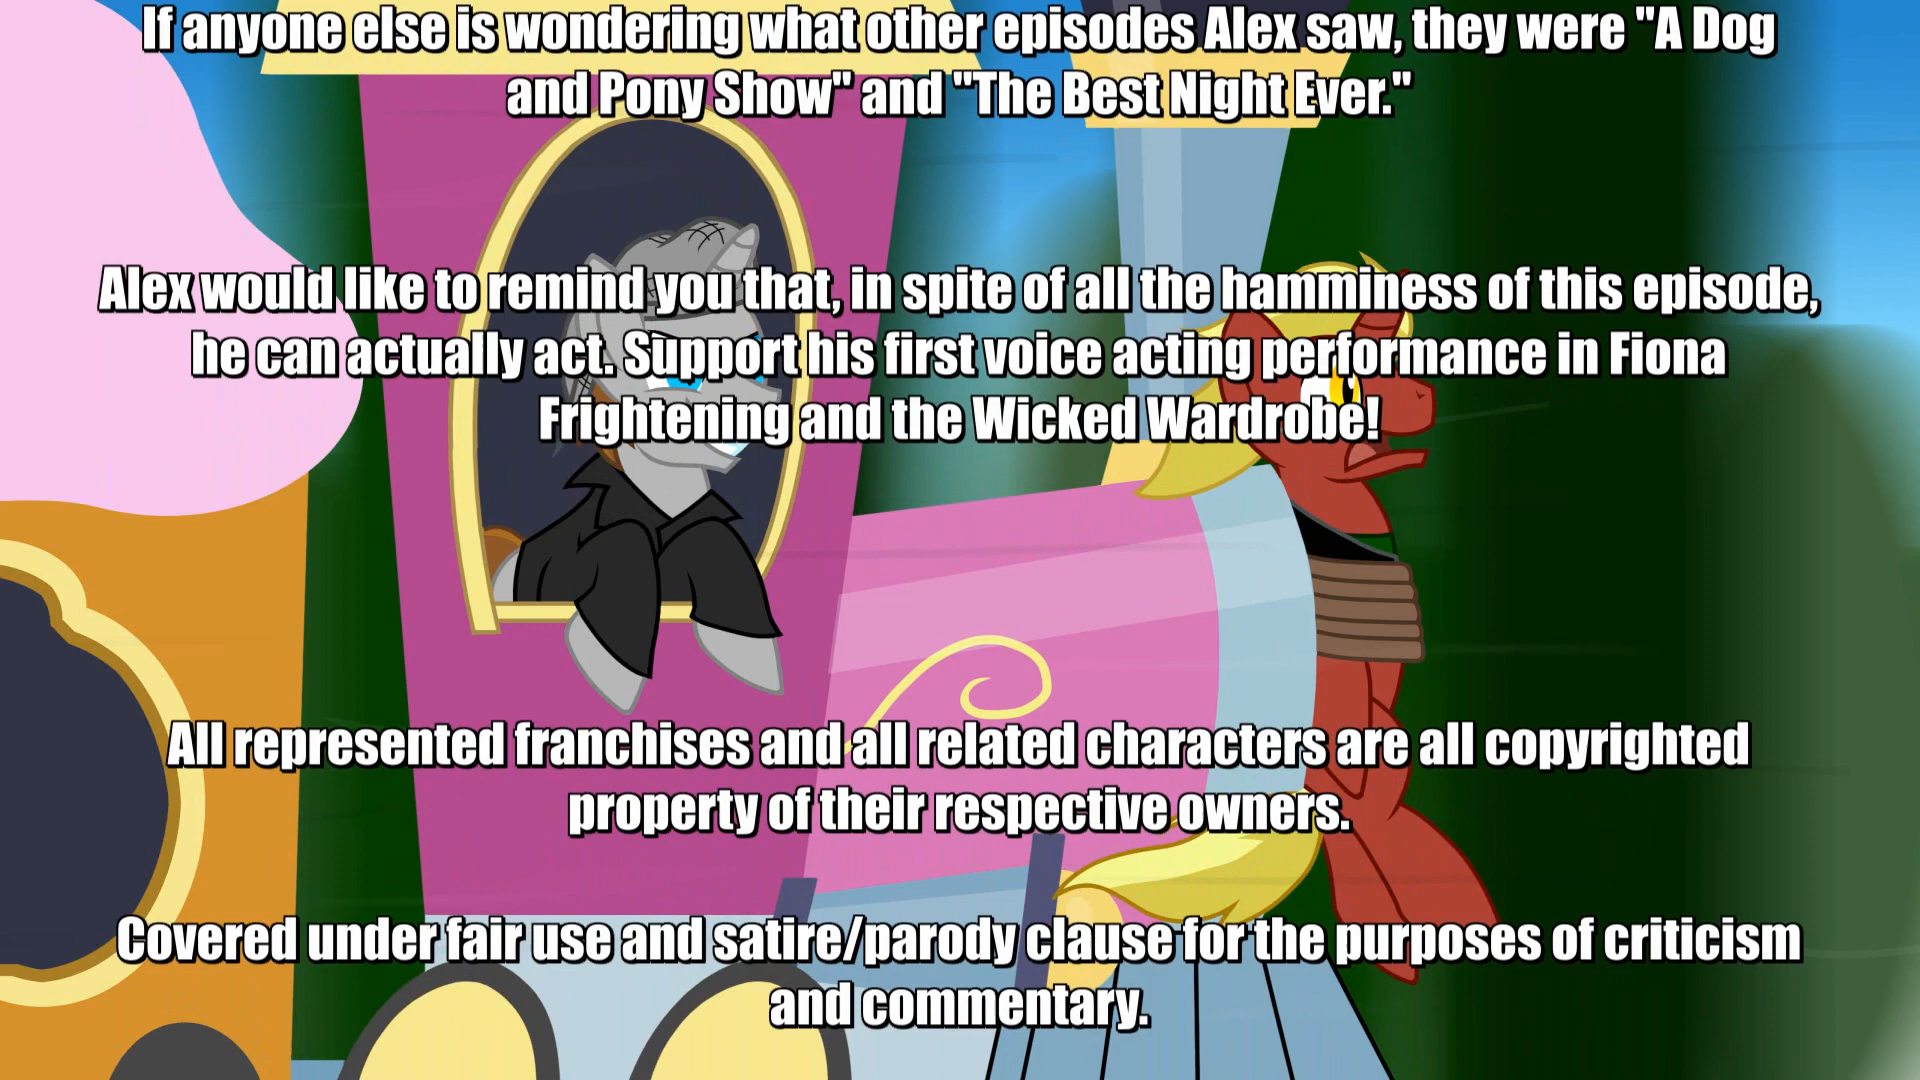 If anyone else is wondering what other episodes Alex saw, they were "A Dog
and Pony Show" and "The Best Night Ever."
Alex would like to remind you that, in spite of all the hamminess of this episode,
he can actually act. Support his first voice acting performance in Fiona
Frightening and the Wicked Wardrobe!
All represented franchises and all related characters are all copyrighted
property of their respective owners.
Covered under fair use and satire/parody clause for the purposes of criticism
and commentary.